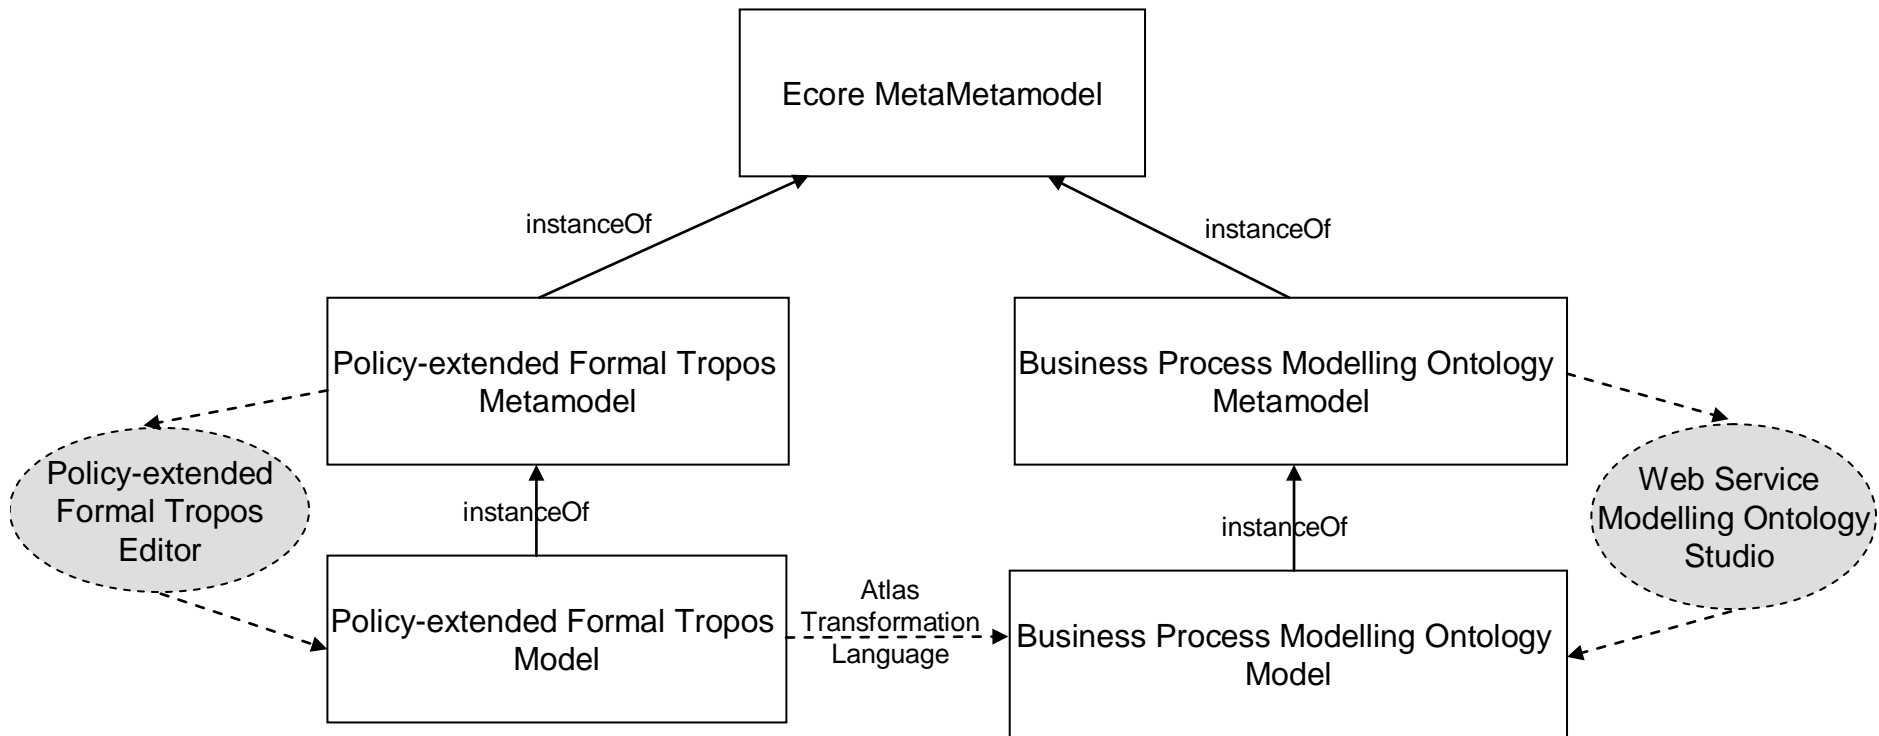 Ecore MetaMetamodel
instanceOf
instanceOf
Policy-extended Formal Tropos
Metamodel
Business Process Modelling Ontology
Metamodel
Policy-extended
Formal Tropos
Editor
instanceOf
instanceOf
Web Service
Modelling Ontology
Studio
Policy-extended Formal Tropos
Model
Atlas
Transformation
Language
Business Process Modelling Ontology
Model